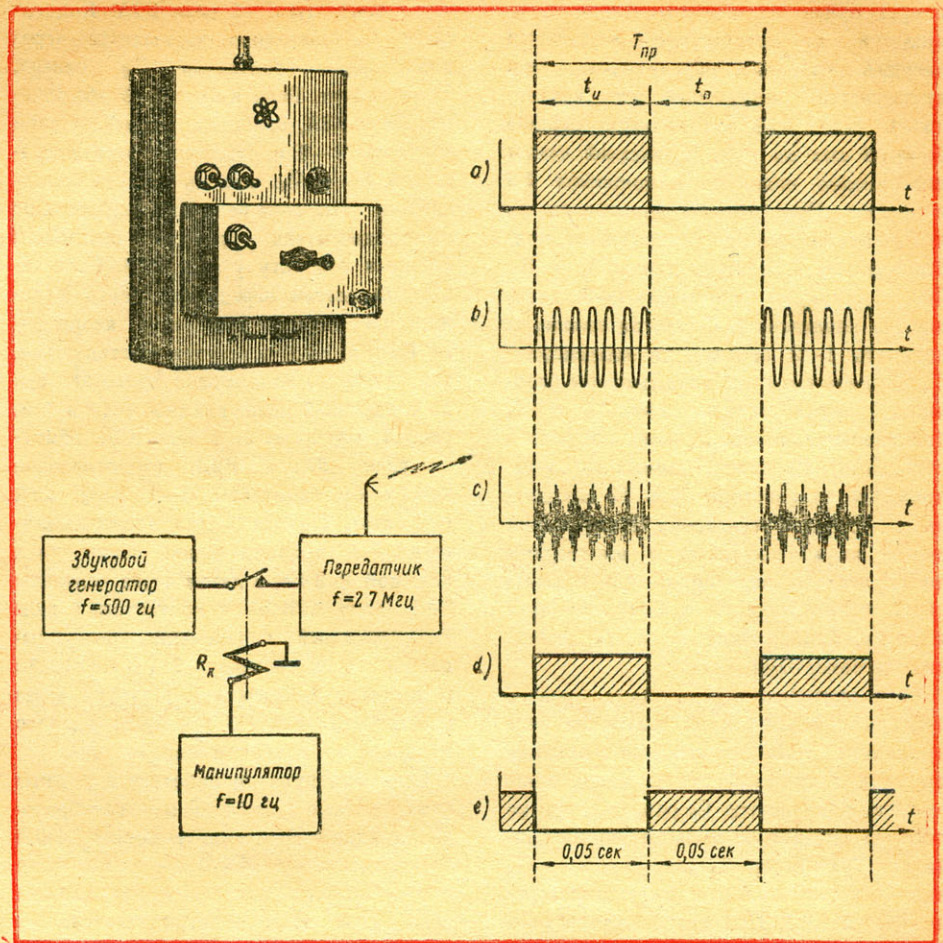 Tпр
tи tп
a) t
b) t
c) t
Звуковой
генератор
f=500 гц
Передатчик
f=27 Мгц
Rя
d) t
Манипулятор
f=10 гц
e) t
0,05 сек 0,05 сек